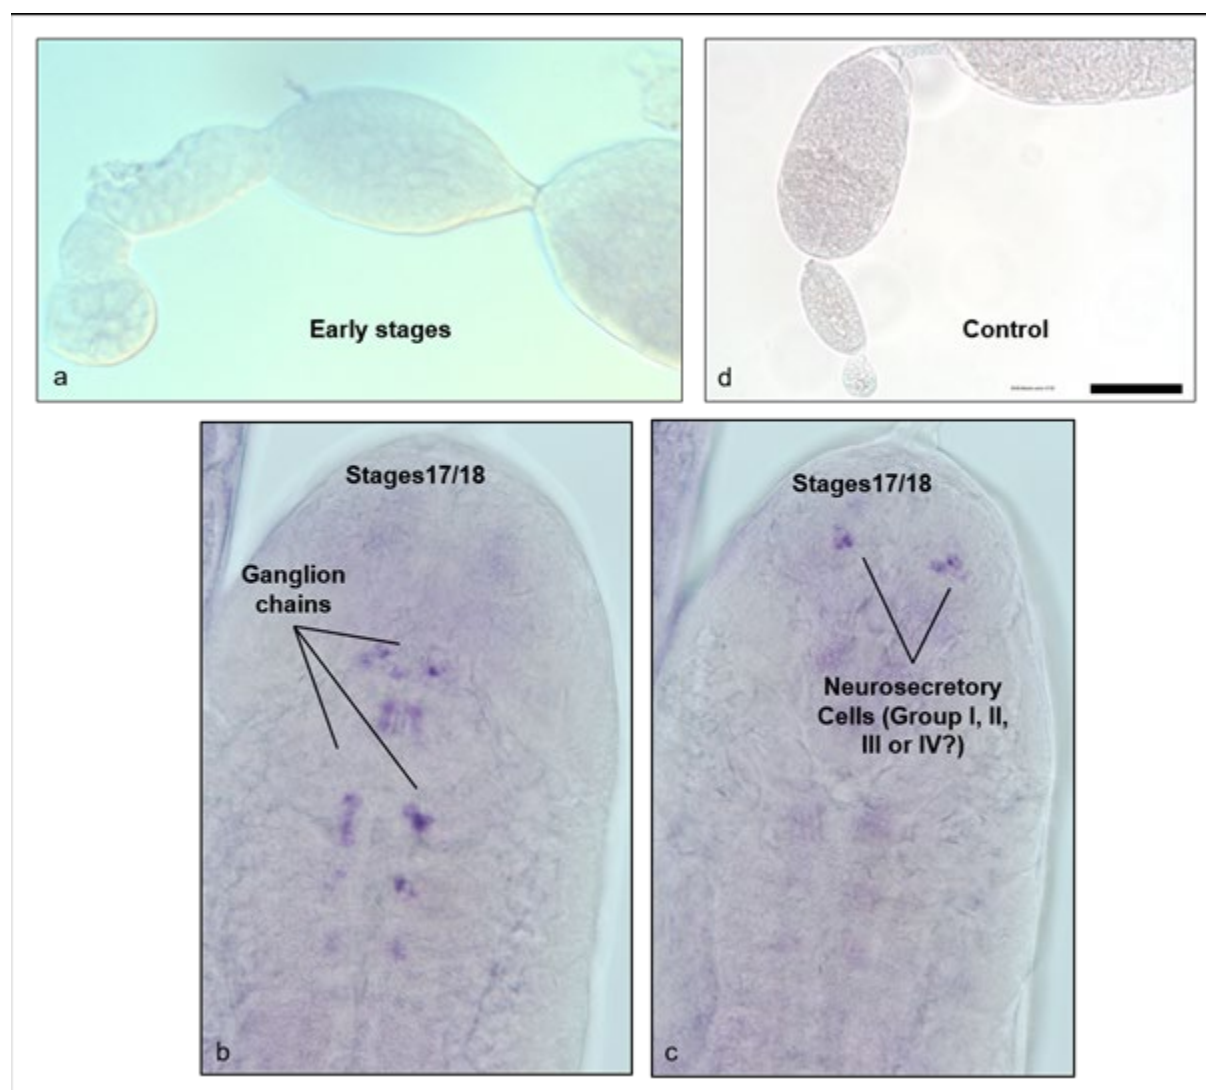 Early stages
a
Control
d
Stages17/18
Ganglion
chains
b
Stages17/18
Neurosecretory
Cells (Group I, II,
III or IV?)
c